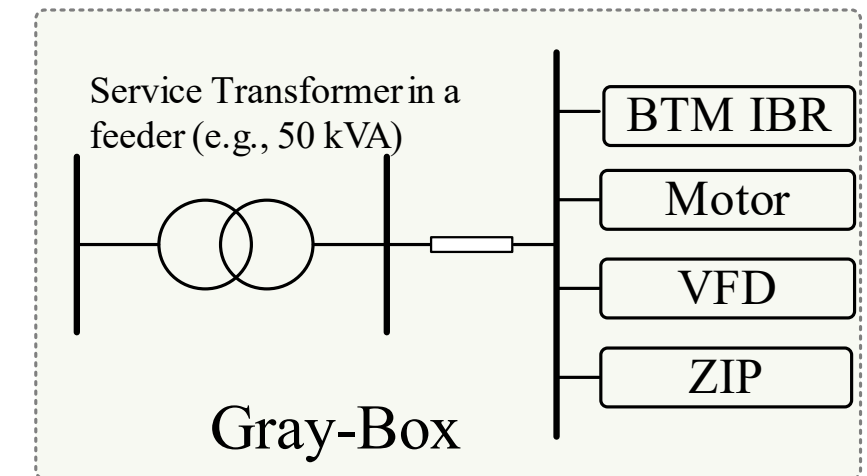 Service Transformer in a
feeder (e.g., 50 kVA)
BTM IBR
Motor
VFD
ZIP
Gray-Box